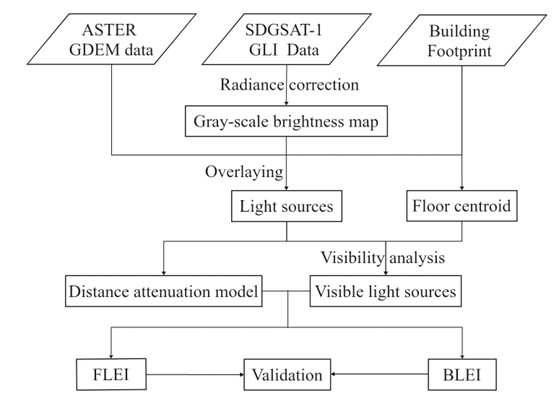 ASTER
GDEM data
SDGSAT-1
GLI Data
Building
Footprint
Radiance correction
Gray-scale brightness map
Overlaying
Light sources
Floor centroid
Visibility analysis
Distance attenuation model
Visible light sources
FLEI
Validation
BLEI